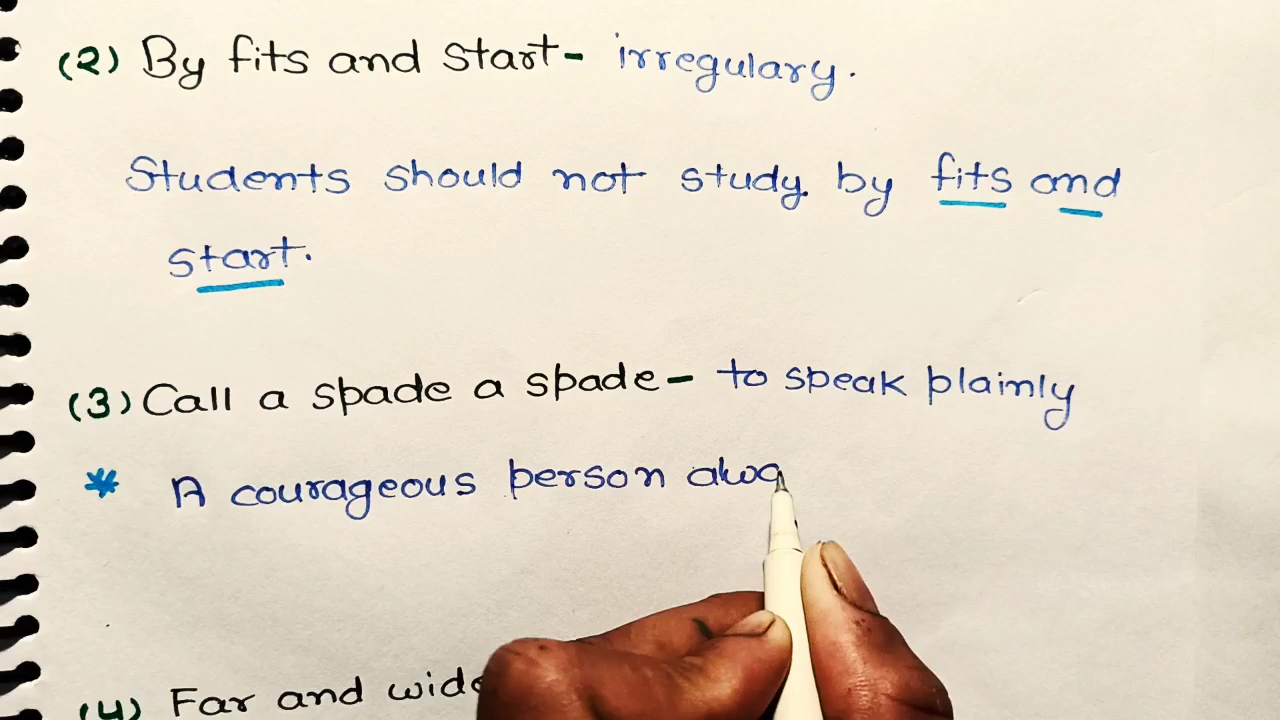 (2) By fits and start- irregulary.
Students should not study by fits and
start.
(3) Call a spade a spade- to speak plainly
* A courageous person alwa
(4) Far and wide